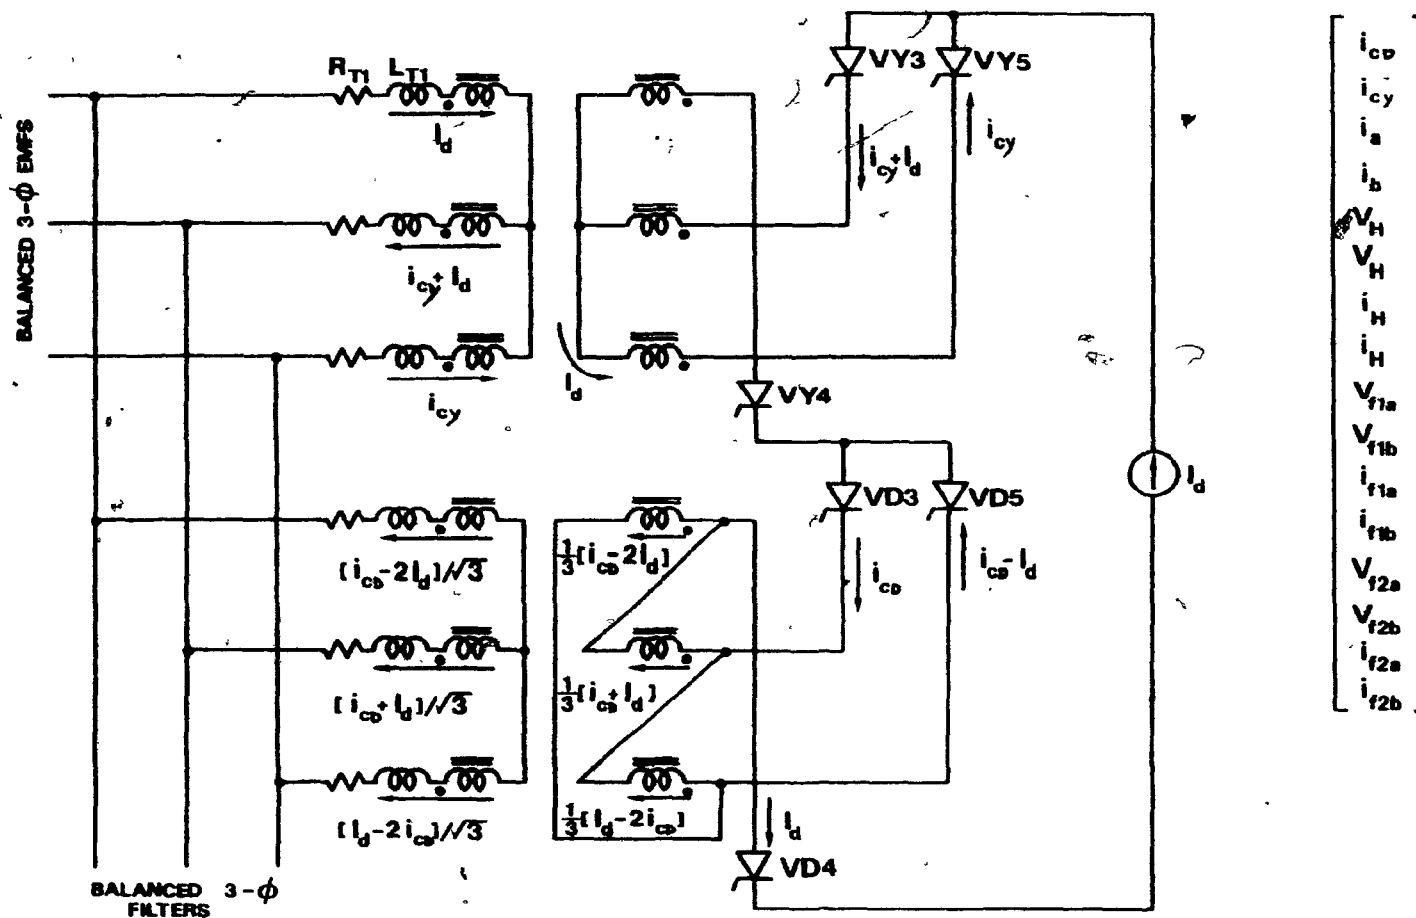 R_T1 L_T1
I_d
VY3
VY5
i_cy + I_d
i_cy
BALANCED 3-ϕ EMFS
i_cy + I_d
i_cy
I_d
VY4
VD3
VD5
I_d
[i_cD - 2I_d]/√3
1/3[i_cD - 2I_d]
i_cD
i_cD - I_d
[i_cD + I_d]/√3
1/3[i_cD + I_d]
[I_d - 2i_cD]/√3
1/3[I_d - 2i_cD]
I_d
VD4
BALANCED 3-ϕ
FILTERS
i_cD
i_cy
i_a
i_b
V_H
V_H
i_H
i_H
V_f1a
V_f1b
i_f1a
i_f1b
V_f2a
V_f2b
i_f2a
i_f2b